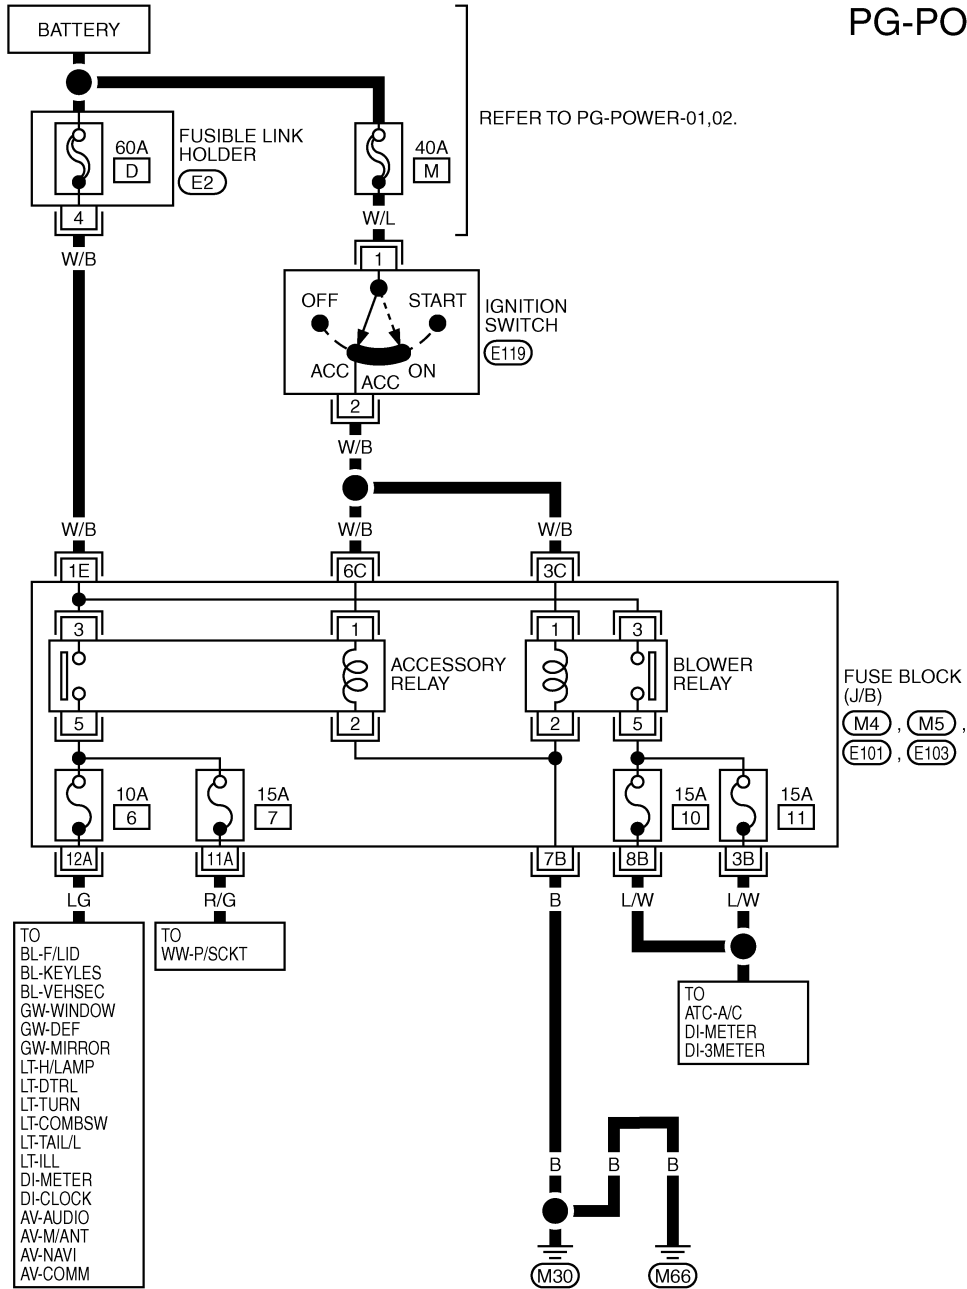 PG-PO
BATTERY
REFER TO PG-POWER-01,02.
60A
D
FUSIBLE LINK
HOLDER
E2
40A
M
4
W/L
W/B
1
OFF
START
IGNITION
SWITCH
E119
ACC
ACC
ON
2
W/B
W/B
W/B
W/B
1E
6C
3C
3
1
1
3
ACCESSORY
RELAY
BLOWER
RELAY
FUSE BLOCK
(J/B)
M4 , M5 ,
E101 , E103
5
2
2
5
10A
6
15A
7
15A
10
15A
11
12A
11A
7B
8B
3B
LG
R/G
B
L/W
L/W
TO
BL-F/LID
BL-KEYLES
BL-VEHSEC
GW-WINDOW
GW-DEF
GW-MIRROR
LT-H/LAMP
LT-DTRL
LT-TURN
LT-COMBSW
LT-TAIL/L
LT-ILL
DI-METER
DI-CLOCK
AV-AUDIO
AV-M/ANT
AV-NAVI
AV-COMM
TO
WW-P/SCKT
TO
ATC-A/C
DI-METER
DI-3METER
B
B
B
M30
M66